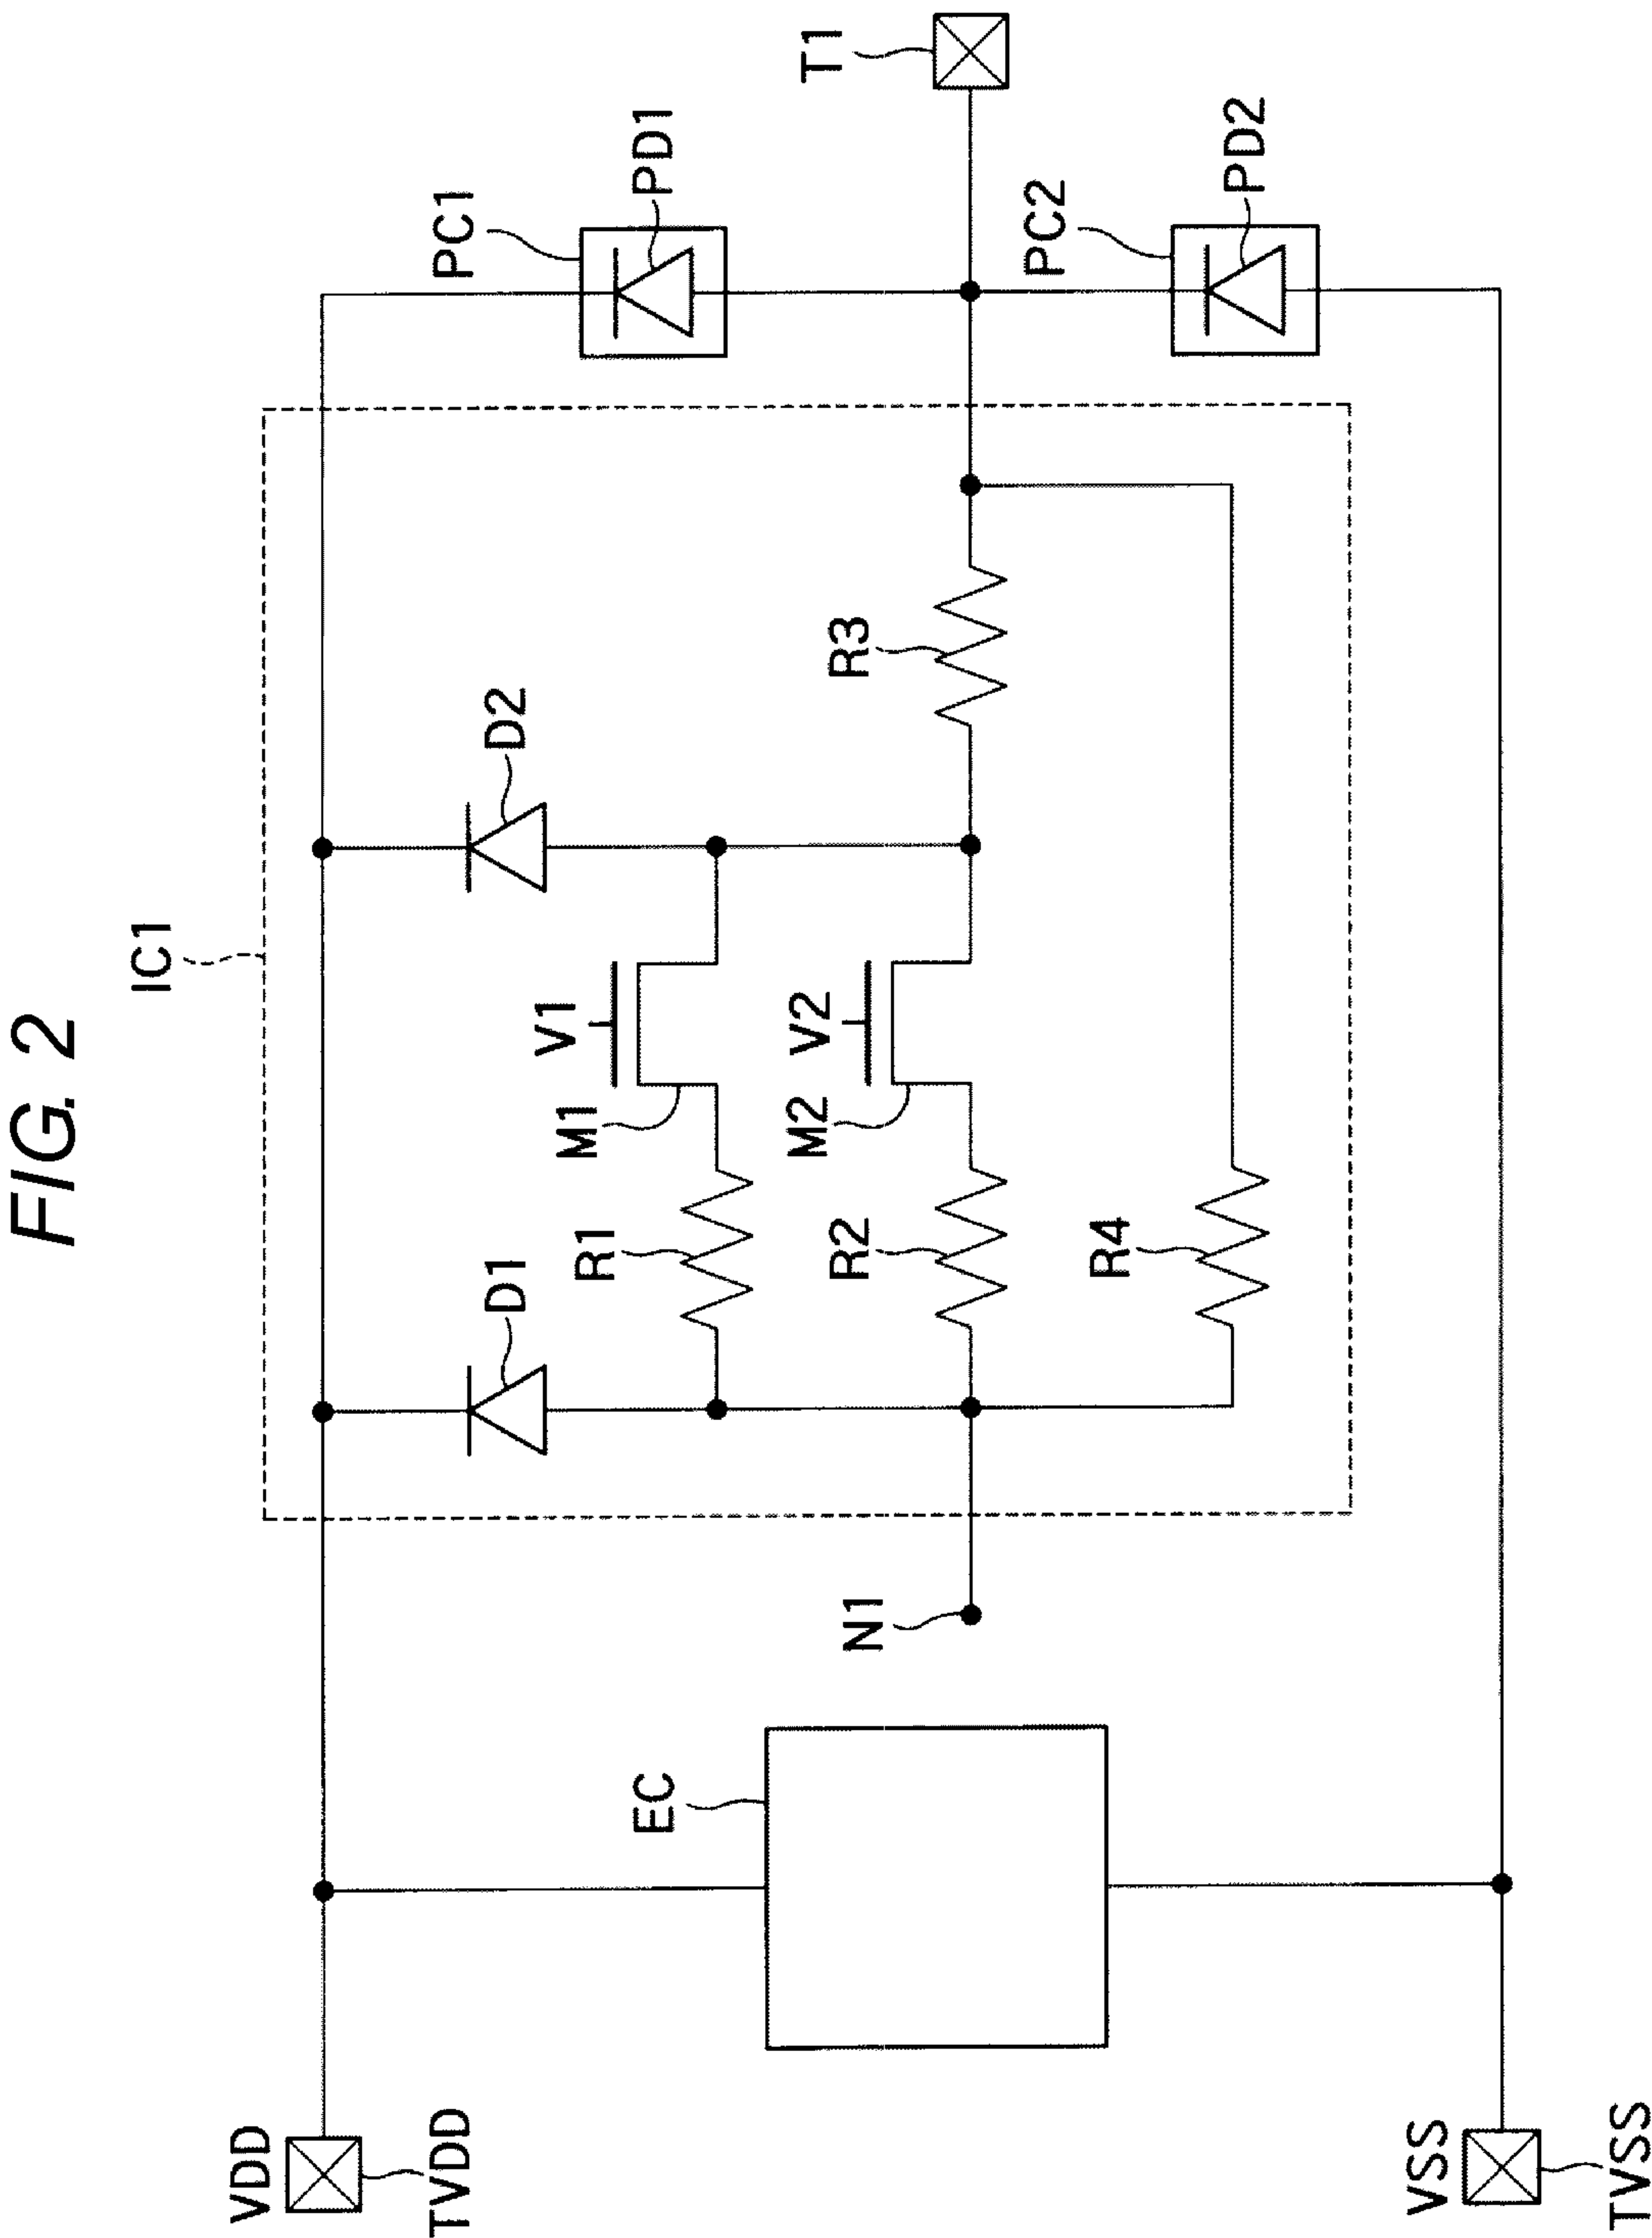 FIG. 2
IC1
VDD
TVDD
D1
D2
PC1
PD1
V1
M1
R1
EC
V2
M2
R2
R3
N1
T1
R4
PC2
PD2
VSS
TVSS